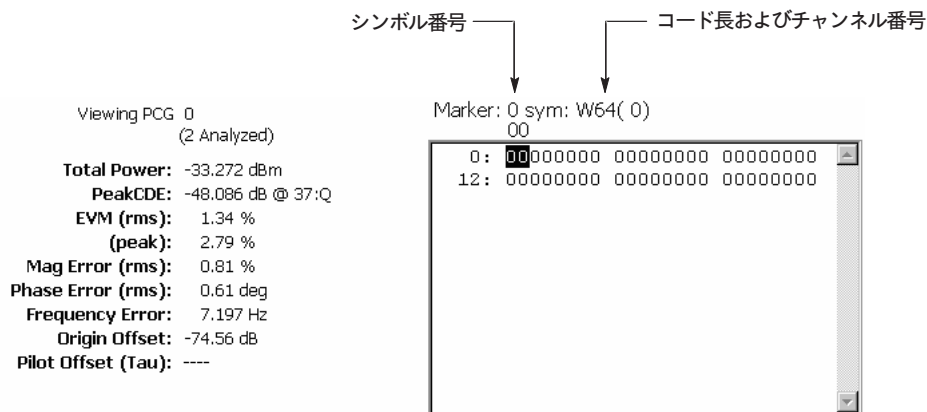 シンボル番号
コード長およびチャンネル番号
Viewing PCG 0
(2 Analyzed)
Total Power: -33.272 dBm
PeakCDE: -48.086 dB @ 37:Q
EVM (rms): 1.34 %
(peak): 2.79 %
Mag Error (rms): 0.81 %
Phase Error (rms): 0.61 deg
Frequency Error: 7.197 Hz
Origin Offset: -74.56 dB
Pilot Offset (Tau): ----
Marker: 0 sym: W64( 0)
00
0: 00000000 00000000 00000000
12: 00000000 00000000 00000000